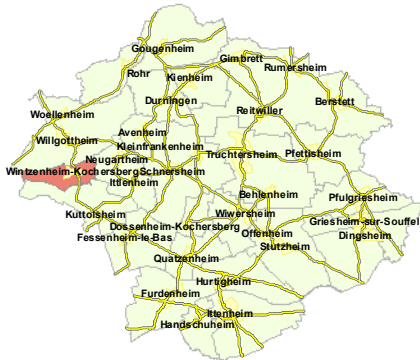 Gougenheim
Gimbrett
Rohr
Kienheim
Rumersheim
Durningen
Berstett
Woellenheim
Reitwiller
Avenheim
Willgottheim
Kleinfrankenheim
Neugartheim
Truchtersheim
Pfettisheim
Wintzenheim-Kochersberg
Schnersheim
Ittlenheim
Behlenheim
Pfulgriesheim
Kuttolsheim
Wiwersheim
Griesheim-sur-Souffel
Dossenheim-Kochersberg
Offenheim
Dingsheim
Fessenheim-le-Bas
Stutzheim
Quatzenheim
Hurtigheim
Furdenheim
Ittenheim
Handschuheim